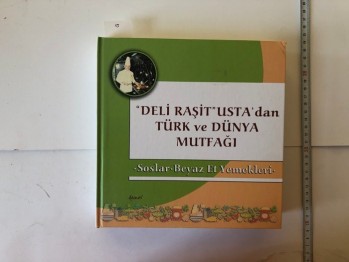 "DELİ RAŞİT" USTA'dan
TÜRK ve DÜNYA
MUTFAĞI
-Soslar-Beyaz Et Yemekleri-